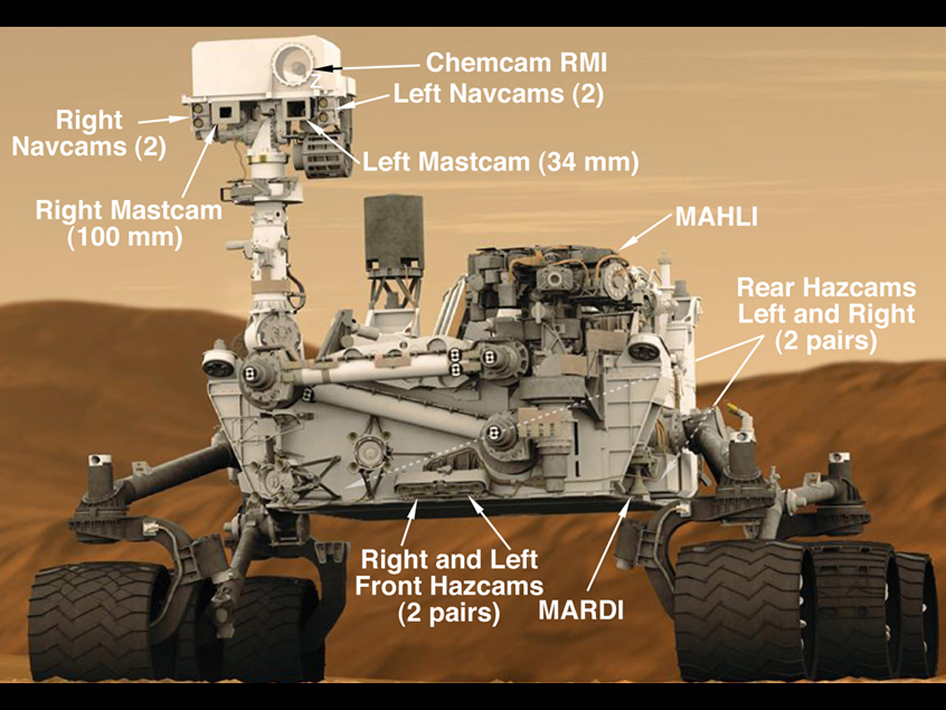 Chemcam RMI
Left Navcams (2)
Right
Navcams (2)
Left Mastcam (34 mm)
Right Mastcam
(100 mm)
MAHLI
Rear Hazcams
Left and Right
(2 pairs)
Right and Left
Front Hazcams
(2 pairs)
MARDI